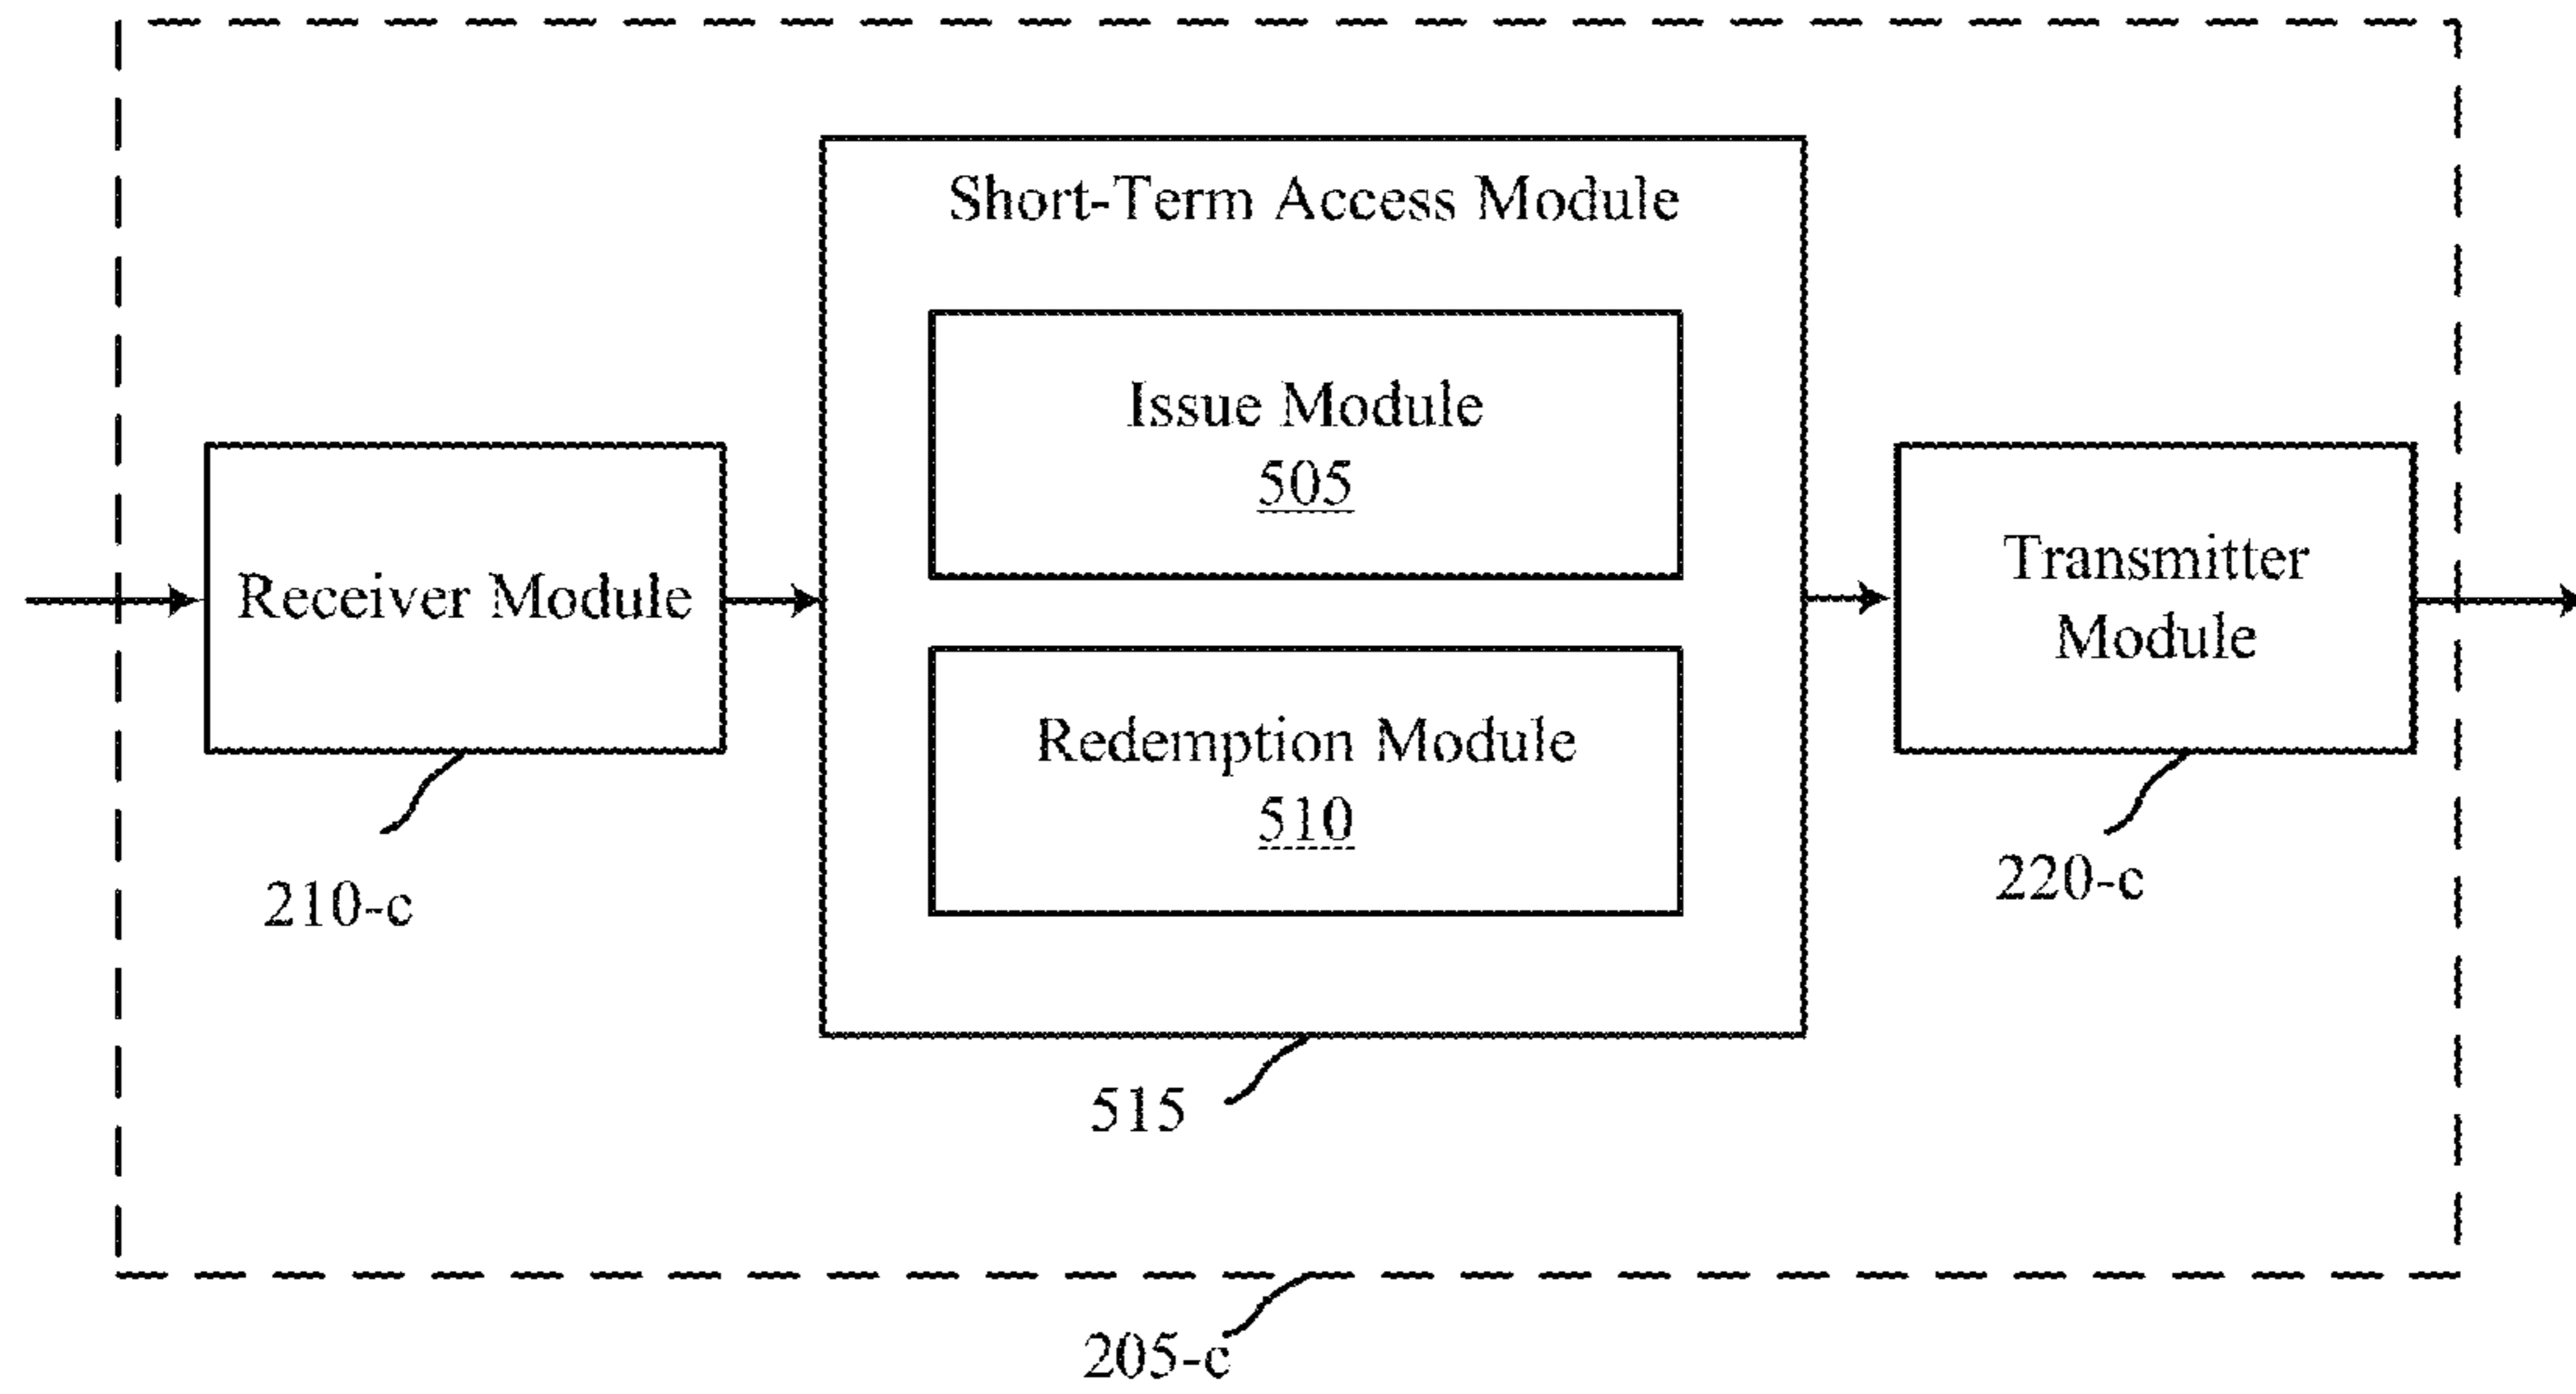 Short-Term Access Module
Issue Module
505
Receiver Module
Transmitter
Module
Redemption Module
510
210-c
220-c
515
205-c